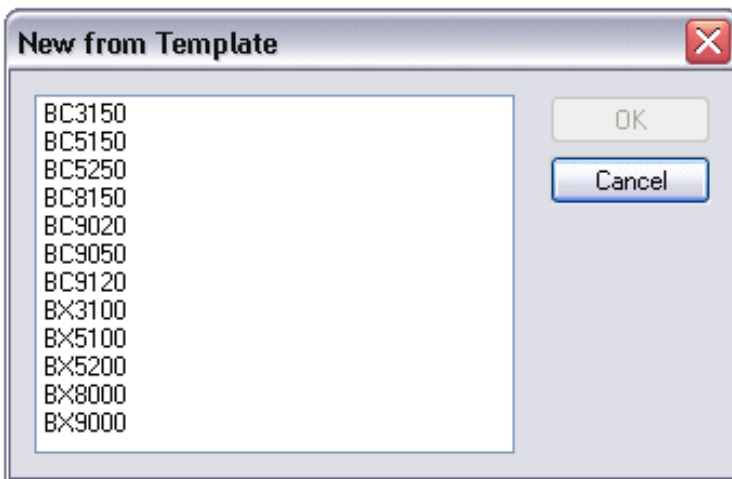 New from Template
BC3150
BC5150
BC5250
BC8150
BC9020
BC9050
BC9120
BX3100
BX5100
BX5200
BX8000
BX9000
OK
Cancel